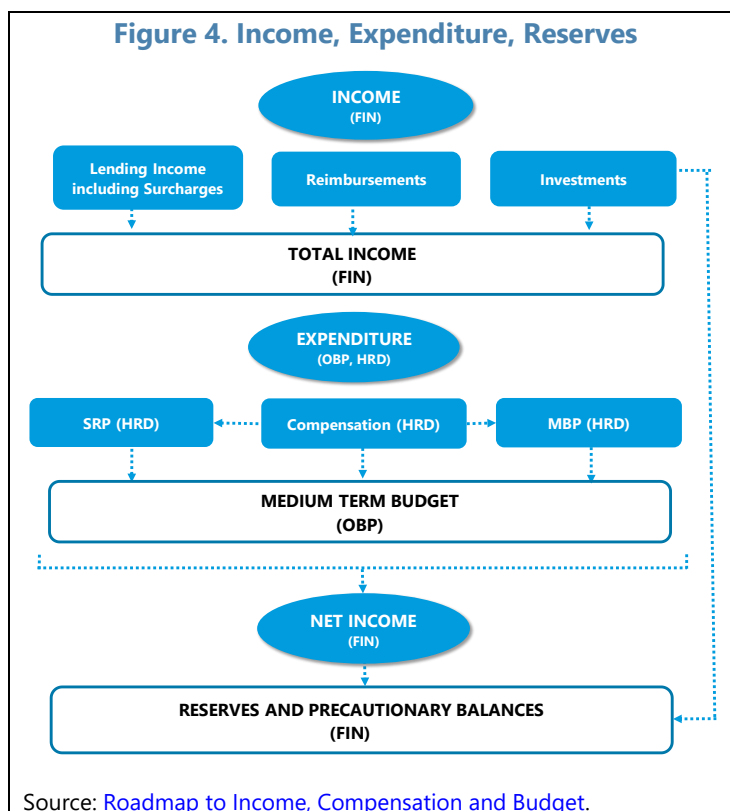 Figure 4. Income, Expenditure, Reserves
INCOME
(FIN)
Lending Income
including Surcharges
Reimbursements
Investments
TOTAL INCOME
(FIN)
EXPENDITURE
(OBP, HRD)
SRP (HRD)
Compensation (HRD)
MBP (HRD)
MEDIUM TERM BUDGET
(OBP)
NET INCOME
(FIN)
RESERVES AND PRECAUTIONARY BALANCES
(FIN)
Source: Roadmap to Income, Compensation and Budget.